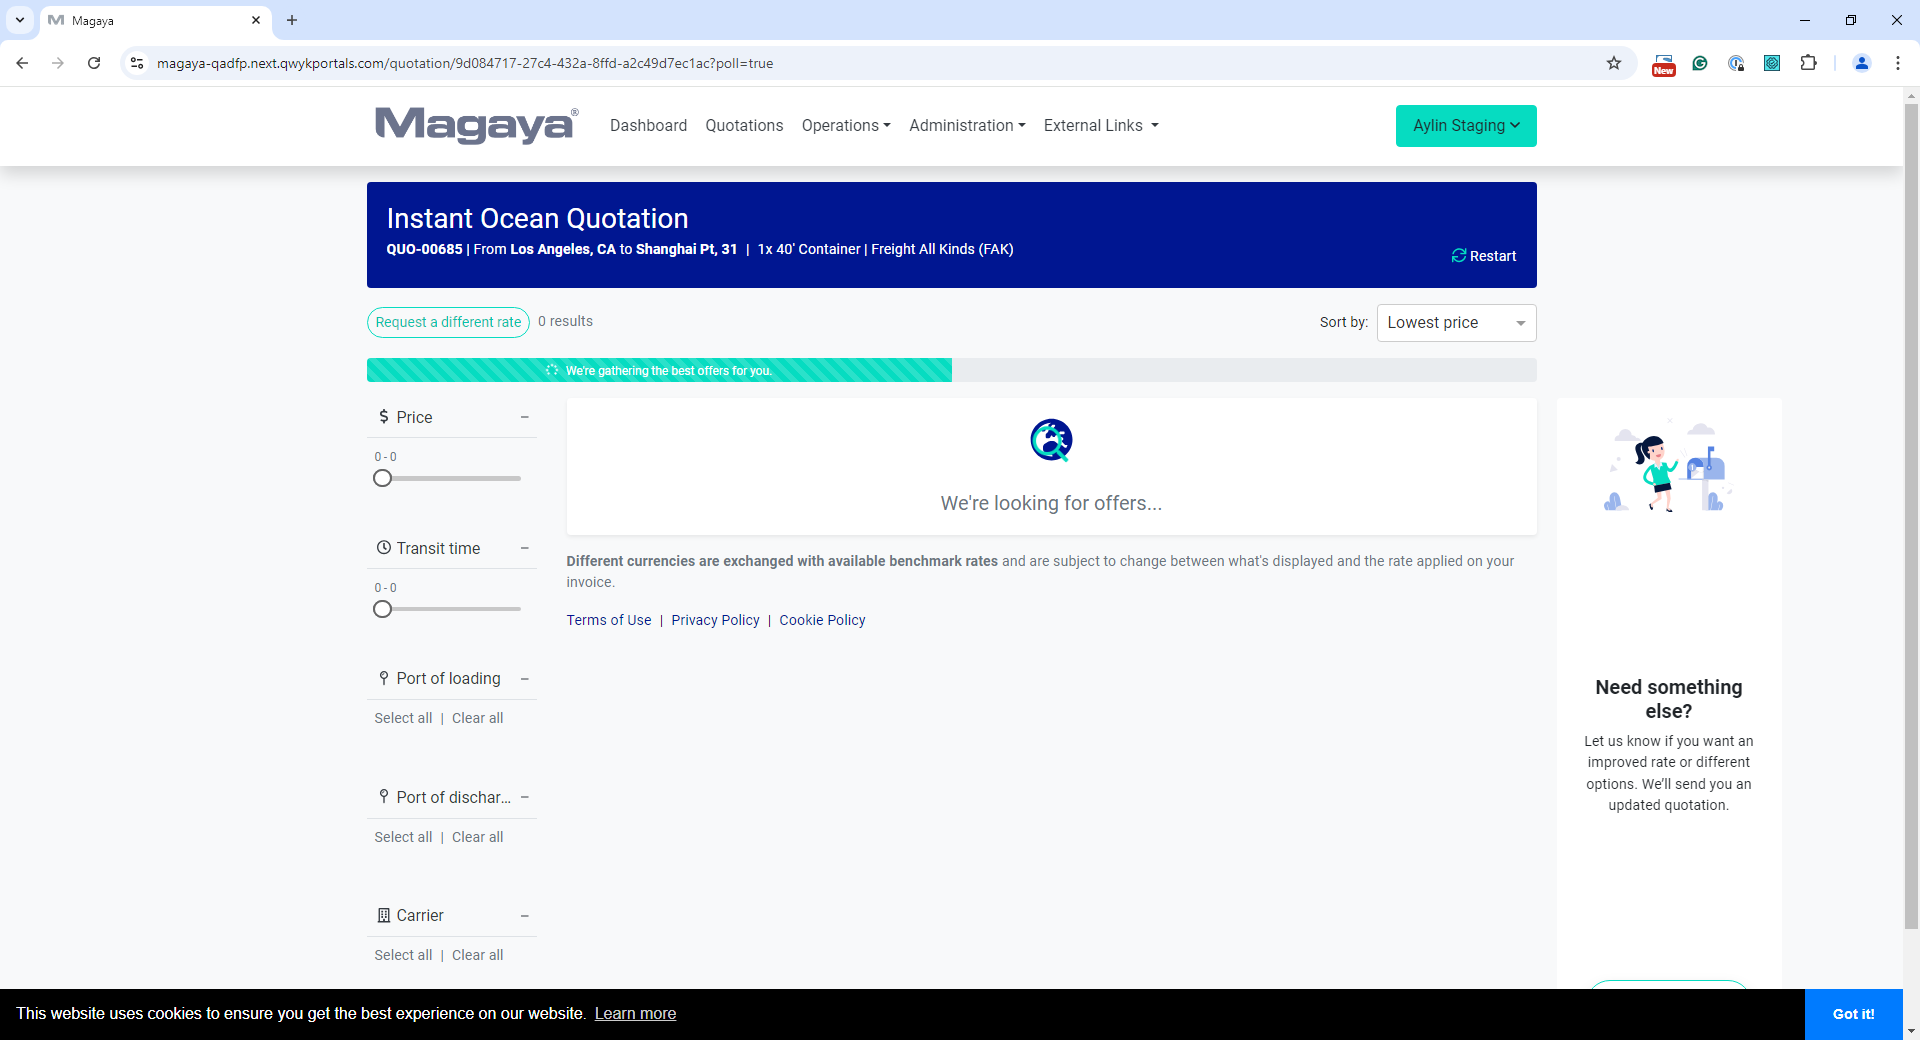 Magaya
magaya-qadfp.next.qwykportals.com/quotation/9d084717-27c4-432a-8ffd-a2c49d7ec1ac?poll=true
New
Magaya®
Dashboard
Quotations
Operations
Administration
External Links
Aylin Staging
Instant Ocean Quotation
QUO-00685 | From Los Angeles, CA to Shanghai Pt, 31 | 1x 40' Container | Freight All Kinds (FAK)
Restart
Request a different rate
0 results
Sort by:
Lowest price
We're gathering the best offers for you.
Price
0 - 0
Transit time
0 - 0
Port of loading
Select all | Clear all
Port of dischar...
Select all | Clear all
Carrier
Select all | Clear all
We're looking for offers...
Different currencies are exchanged with available benchmark rates and are subject to change between what's displayed and the rate applied on your
invoice.
Terms of Use | Privacy Policy | Cookie Policy
Need something
else?
Let us know if you want an
improved rate or different
options. We'll send you an
updated quotation.
This website uses cookies to ensure you get the best experience on our website. Learn more
Got it!